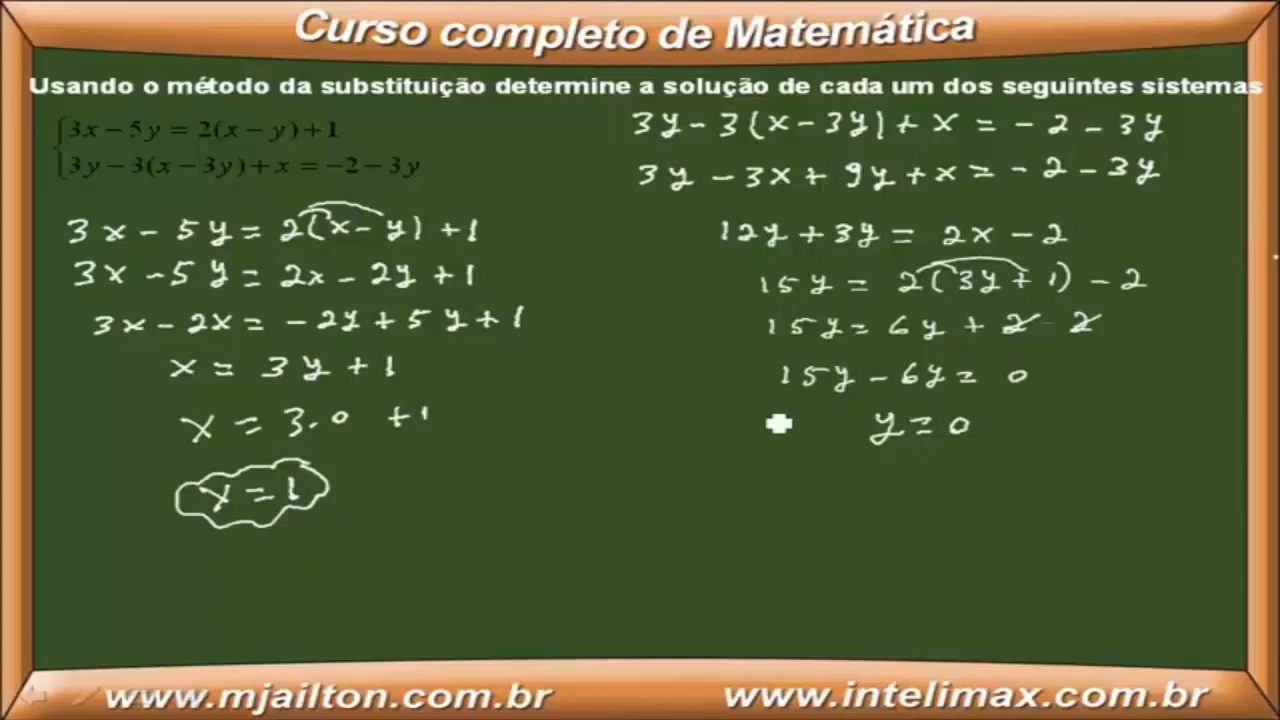 Curso completo de Matemática
Usando o método da substituição determine a solução de cada um dos seguintes sistemas
3x − 5y = 2(x − y) + 1
3y − 3(x − 3y) + x = −2 − 3y
3x − 5y = 2(x − y) + 1
3x − 5y = 2x − 2y + 1
3x − 2x = − 2y + 5y + 1
x = 3y + 1
x = 3.0 + 1
x = 1
3y − 3(x − 3y) + x = − 2 − 3y
3y − 3x + 9y + x = − 2 − 3y
12y + 3y = 2x − 2
15y = 2(3y + 1) − 2
15y = 6y + 2 − 2
15y − 6y = 0
y = 0
www.mjailton.com.br
www.intelimax.com.br